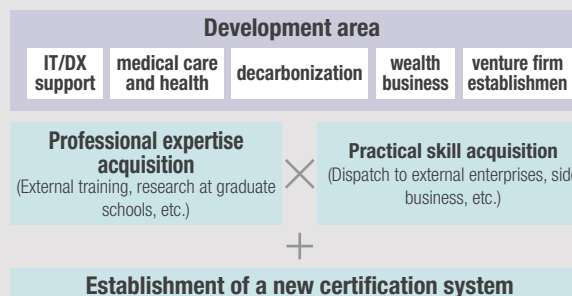 Development area
IT/DX
support
medical care
and health
decarbonization
wealth
business
venture firm
establishmen
Professional expertise
acquisition
(External training, research at graduate
schools, etc.)
×
Practical skill acquisition
(Dispatch to external enterprises, side
business, etc.)
+
Establishment of a new certification system